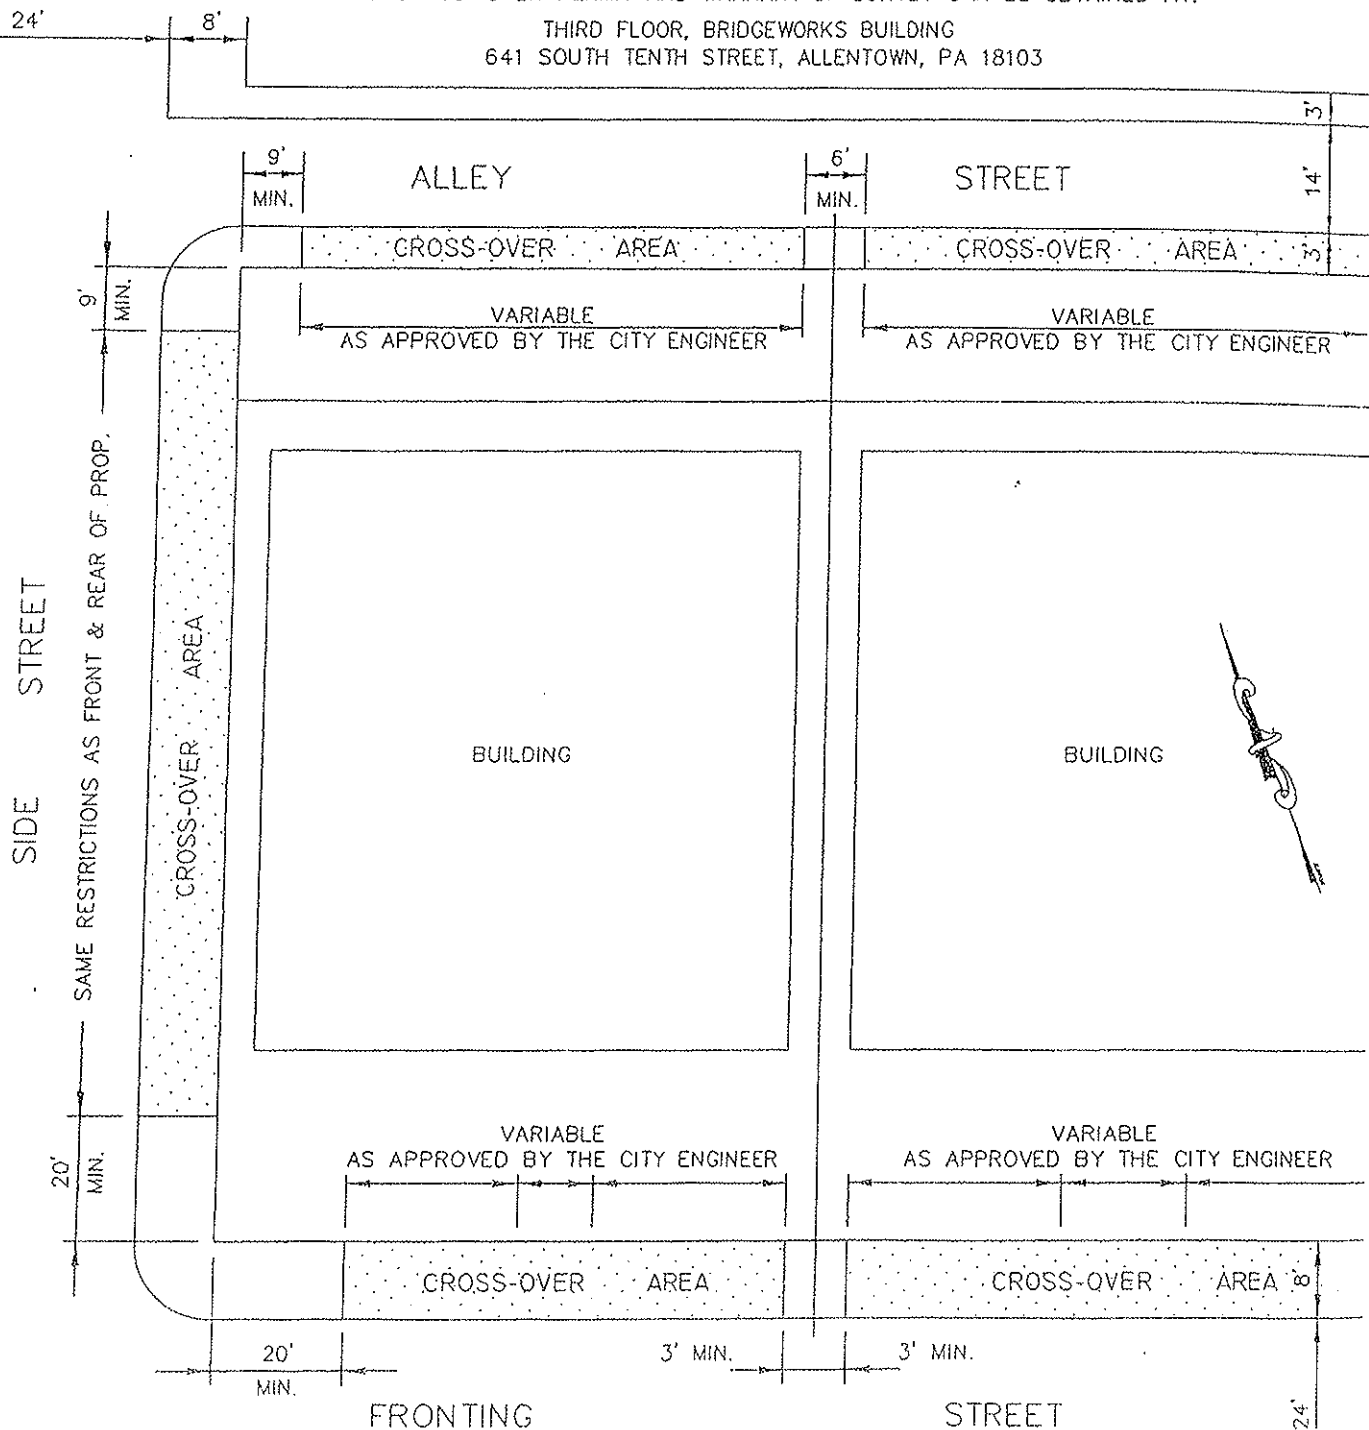 24'
8'
THIRD FLOOR, BRIDGEWORKS BUILDING
641 SOUTH TENTH STREET, ALLENTOWN, PA 18103
3'
9'
MIN.
ALLEY
6'
MIN.
STREET
14'
CROSS-OVER AREA
CROSS-OVER AREA
3'
9'
MIN.
VARIABLE
AS APPROVED BY THE CITY ENGINEER
VARIABLE
AS APPROVED BY THE CITY ENGINEER
SIDE STREET
SAME RESTRICTIONS AS FRONT & REAR OF PROP.
CROSS-OVER AREA
BUILDING
BUILDING
20'
MIN.
VARIABLE
AS APPROVED BY THE CITY ENGINEER
VARIABLE
AS APPROVED BY THE CITY ENGINEER
CROSS-OVER AREA
CROSS-OVER AREA
8'
20'
MIN.
3' MIN.
3' MIN.
FRONTING
STREET
24'